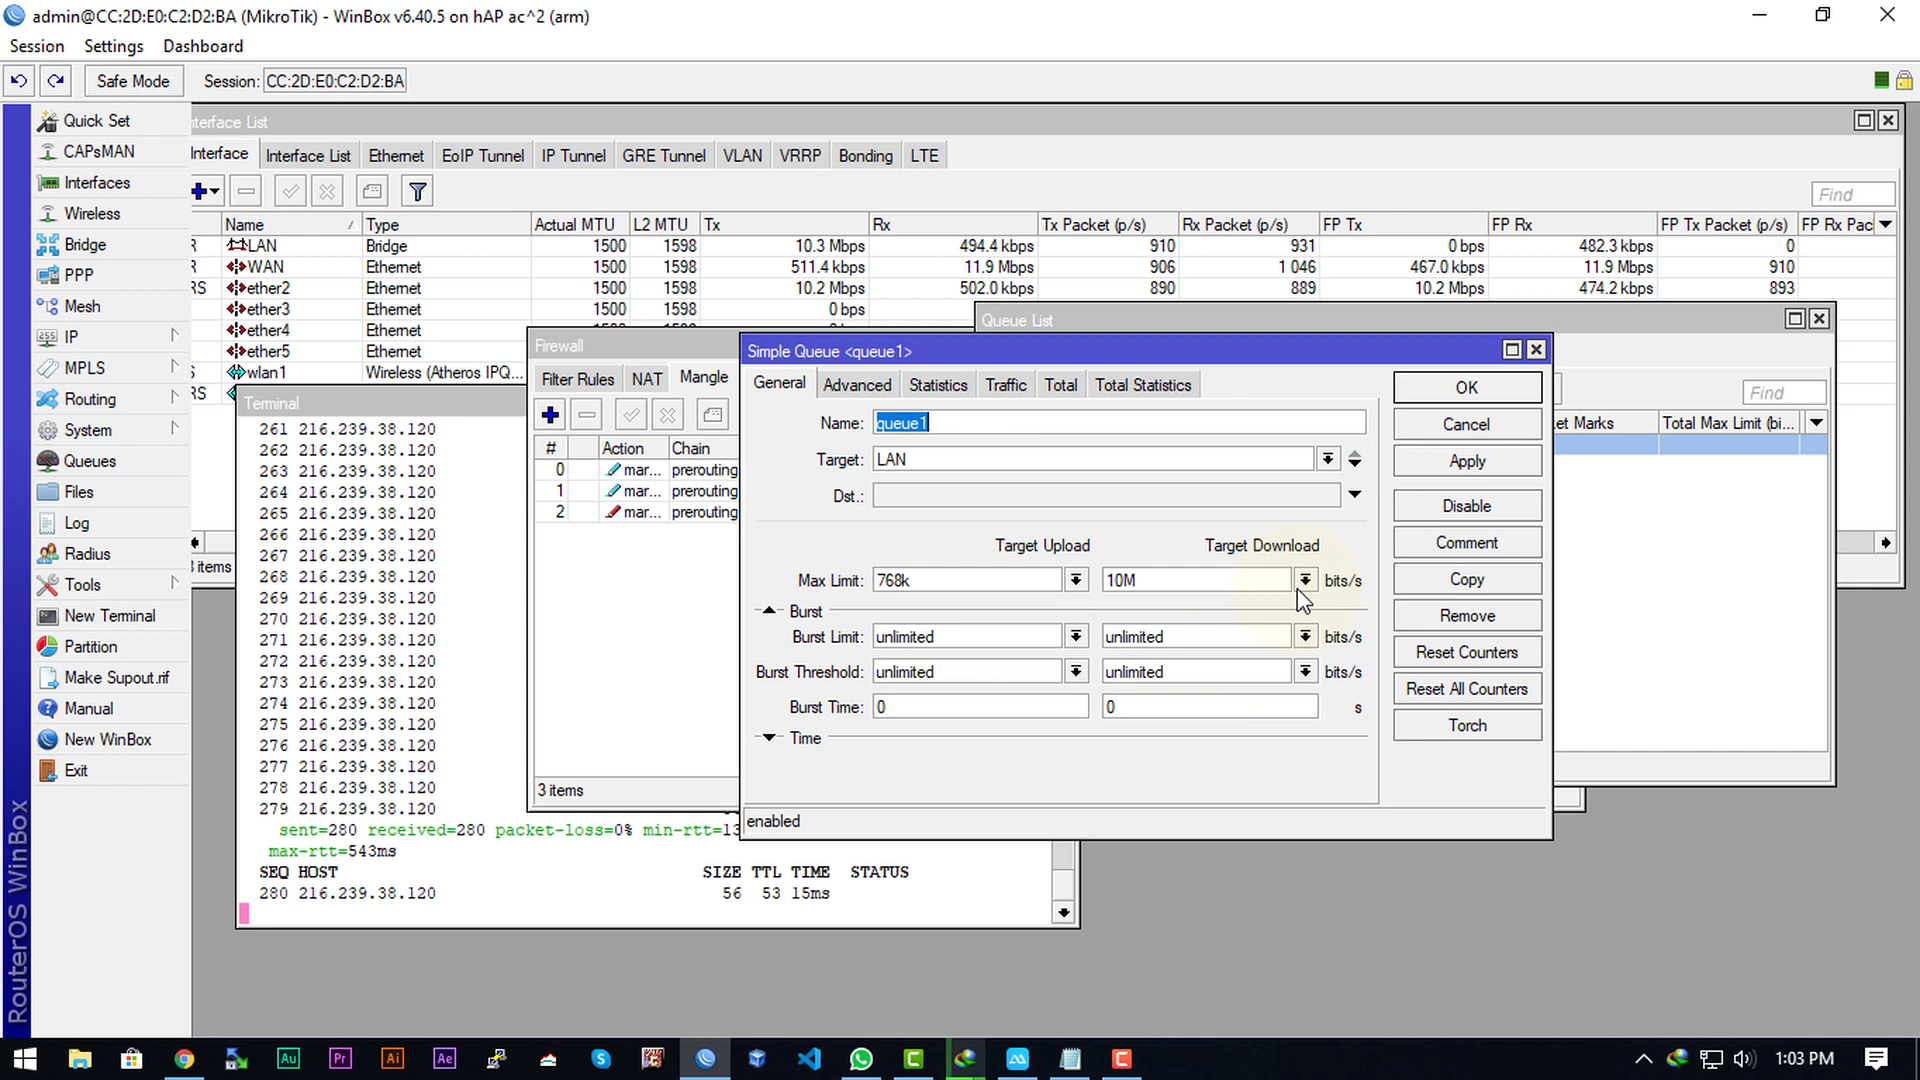 admin@CC:2D:E0:C2:D2:BA (MikroTik) - WinBox v6.40.5 on hAP ac^2 (arm)
Session Settings Dashboard
Safe Mode Session: CC:2D:E0:C2:D2:BA
Quick Set
CAPsMAN
Interfaces
Wireless
Bridge
PPP
Mesh
IP
MPLS
Routing
System
Queues
Files
Log
Radius
Tools
New Terminal
Partition
Make Supout.rif
Manual
New WinBox
Exit
RouterOS WinBox
nterface List
nterface Interface List Ethernet EoIP Tunnel IP Tunnel GRE Tunnel VLAN VRRP Bonding LTE
Find
Name Type Actual MTU L2 MTU Tx Rx Tx Packet (p/s) Rx Packet (p/s) FP Tx FP Rx FP Tx Packet (p/s) FP Rx Pac
R LAN Bridge 1500 1598 10.3 Mbps 494.4 kbps 910 931 0 bps 482.3 kbps 0
R WAN Ethernet 1500 1598 511.4 kbps 11.9 Mbps 906 1 046 467.0 kbps 11.9 Mbps 910
RS ether2 Ethernet 1500 1598 10.2 Mbps 502.0 kbps 890 889 10.2 Mbps 474.2 kbps 893
ether3 Ethernet 1500 1598 0 bps
ether4 Ethernet
ether5 Ethernet
S wlan1 Wireless (Atheros IPQ...
RS
items
Terminal
261 216.239.38.120
262 216.239.38.120
263 216.239.38.120
264 216.239.38.120
265 216.239.38.120
266 216.239.38.120
267 216.239.38.120
268 216.239.38.120
269 216.239.38.120
270 216.239.38.120
271 216.239.38.120
272 216.239.38.120
273 216.239.38.120
274 216.239.38.120
275 216.239.38.120
276 216.239.38.120
277 216.239.38.120
278 216.239.38.120
279 216.239.38.120
sent=280 received=280 packet-loss=0% min-rtt=1
max-rtt=543ms
SEQ HOST SIZE TTL TIME STATUS
280 216.239.38.120 56 53 15ms
Firewall
Filter Rules NAT Mangle
# Action Chain
0 mar... prerouting
1 mar... prerouting
2 mar... prerouting
3 items
Queue List
Find
et Marks Total Max Limit (bi...
Simple Queue <queue1>
General Advanced Statistics Traffic Total Total Statistics
Name: queue1
Target: LAN
Dst.:
Target Upload Target Download
Max Limit: 768k 10M bits/s
Burst
Burst Limit: unlimited unlimited bits/s
Burst Threshold: unlimited unlimited bits/s
Burst Time: 0 0 s
Time
enabled
OK
Cancel
Apply
Disable
Comment
Copy
Remove
Reset Counters
Reset All Counters
Torch
Au Pr Ai Ae
1:03 PM